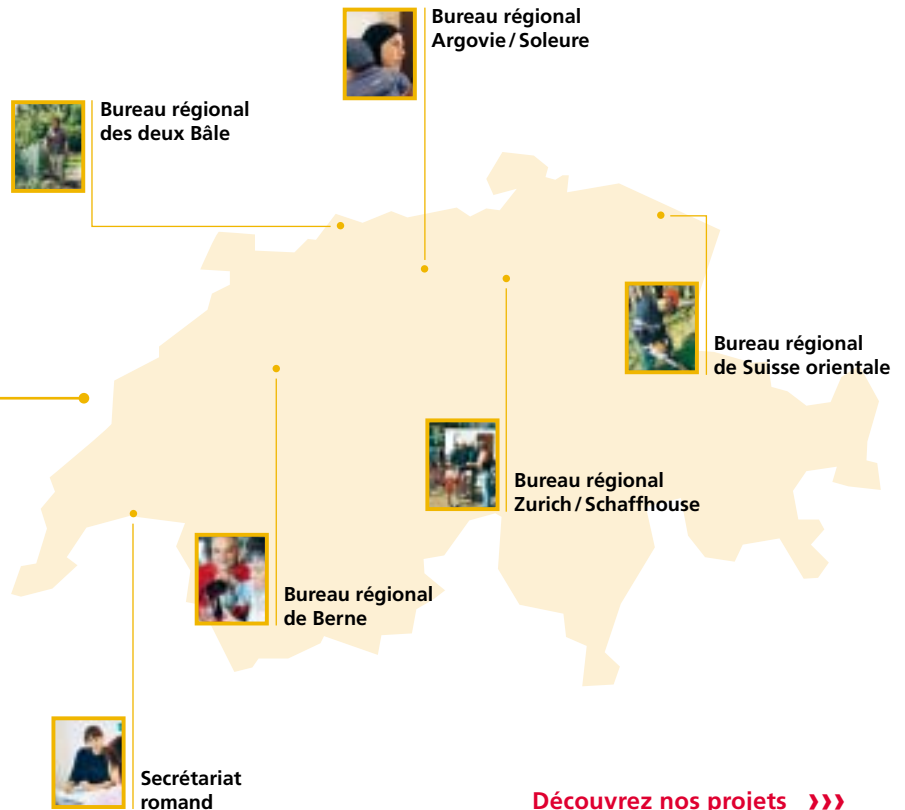 Bureau régional
Argovie / Soleure
Bureau régional
des deux Bâle
Bureau régional
de Suisse orientale
Bureau régional
Zurich / Schaffhouse
Bureau régional
de Berne
Secrétariat
romand
Découvrez nos projets ›››